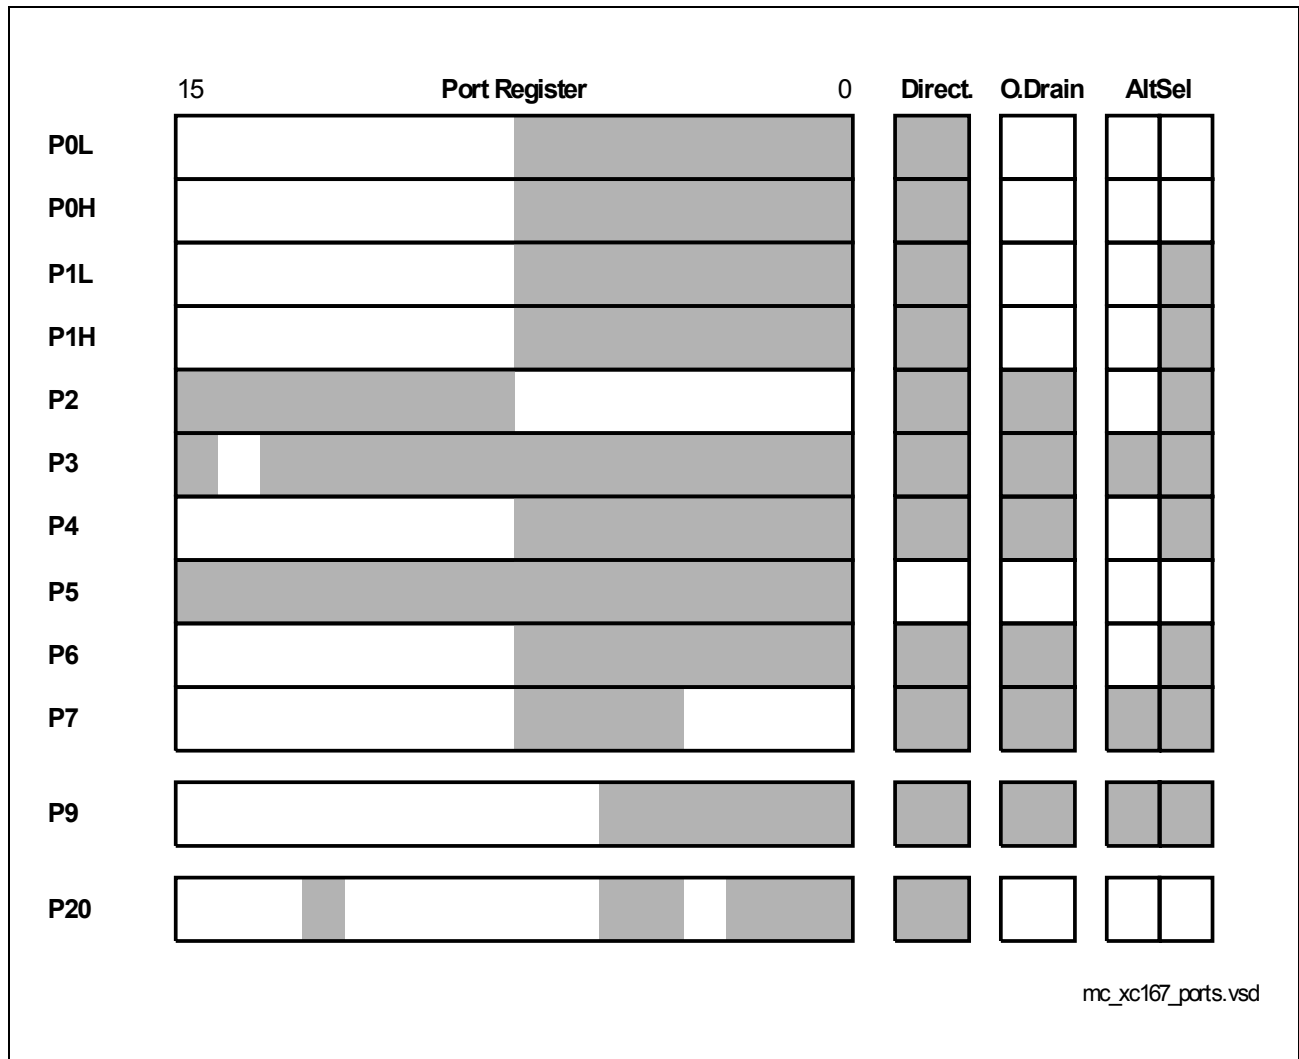 15 Port Register 0 Direct. O.Drain AltSel
P0L
P0H
P1L
P1H
P2
P3
P4
P5
P6
P7
P9
P20
mc_xc167_ports.vsd